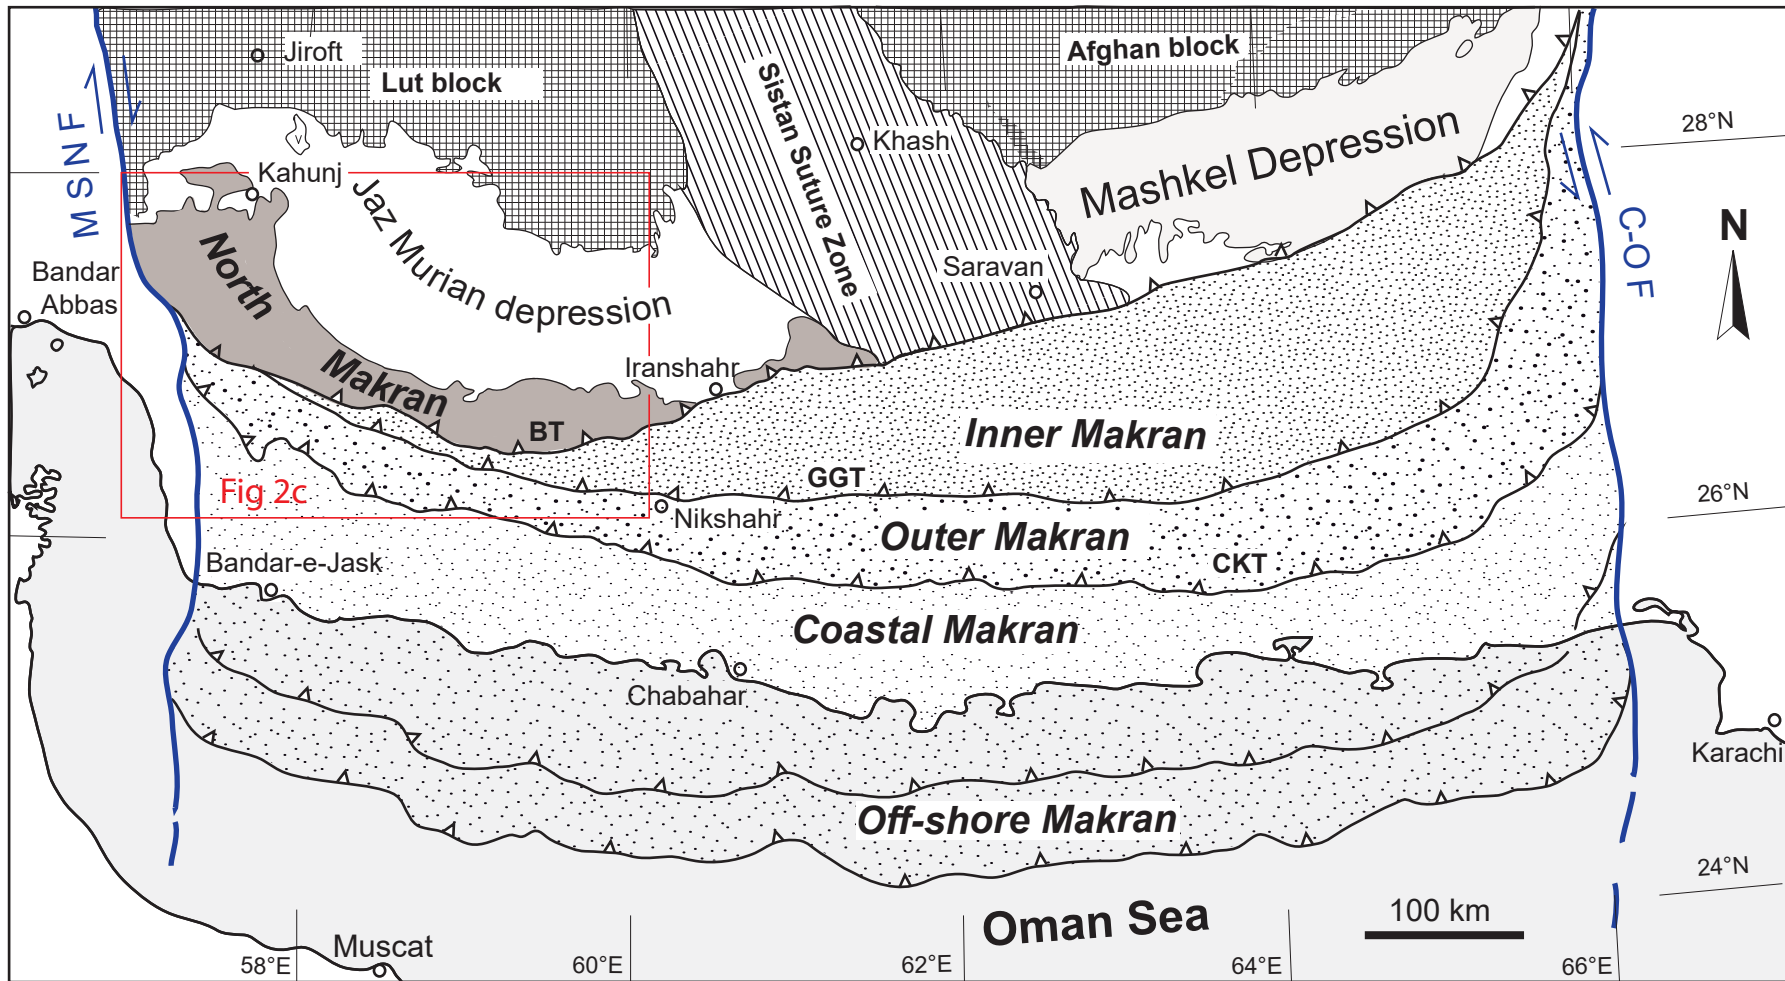 Jiroft
Lut block
Afghan block
Sistan Suture Zone
Khash
Mashkel Depression
28°N
MSNF
Kahunj
Jaz Murian depression
Saravan
C-OF
N
Bandar
Abbas
North
Makran
Iranshahr
BT
Inner Makran
GGT
Fig 2c
Nikshahr
26°N
Outer Makran
CKT
Bandar-e-Jask
Coastal Makran
Chabahar
Karachi
Off-shore Makran
24°N
Oman Sea
100 km
Muscat
58°E
60°E
62°E
64°E
66°E